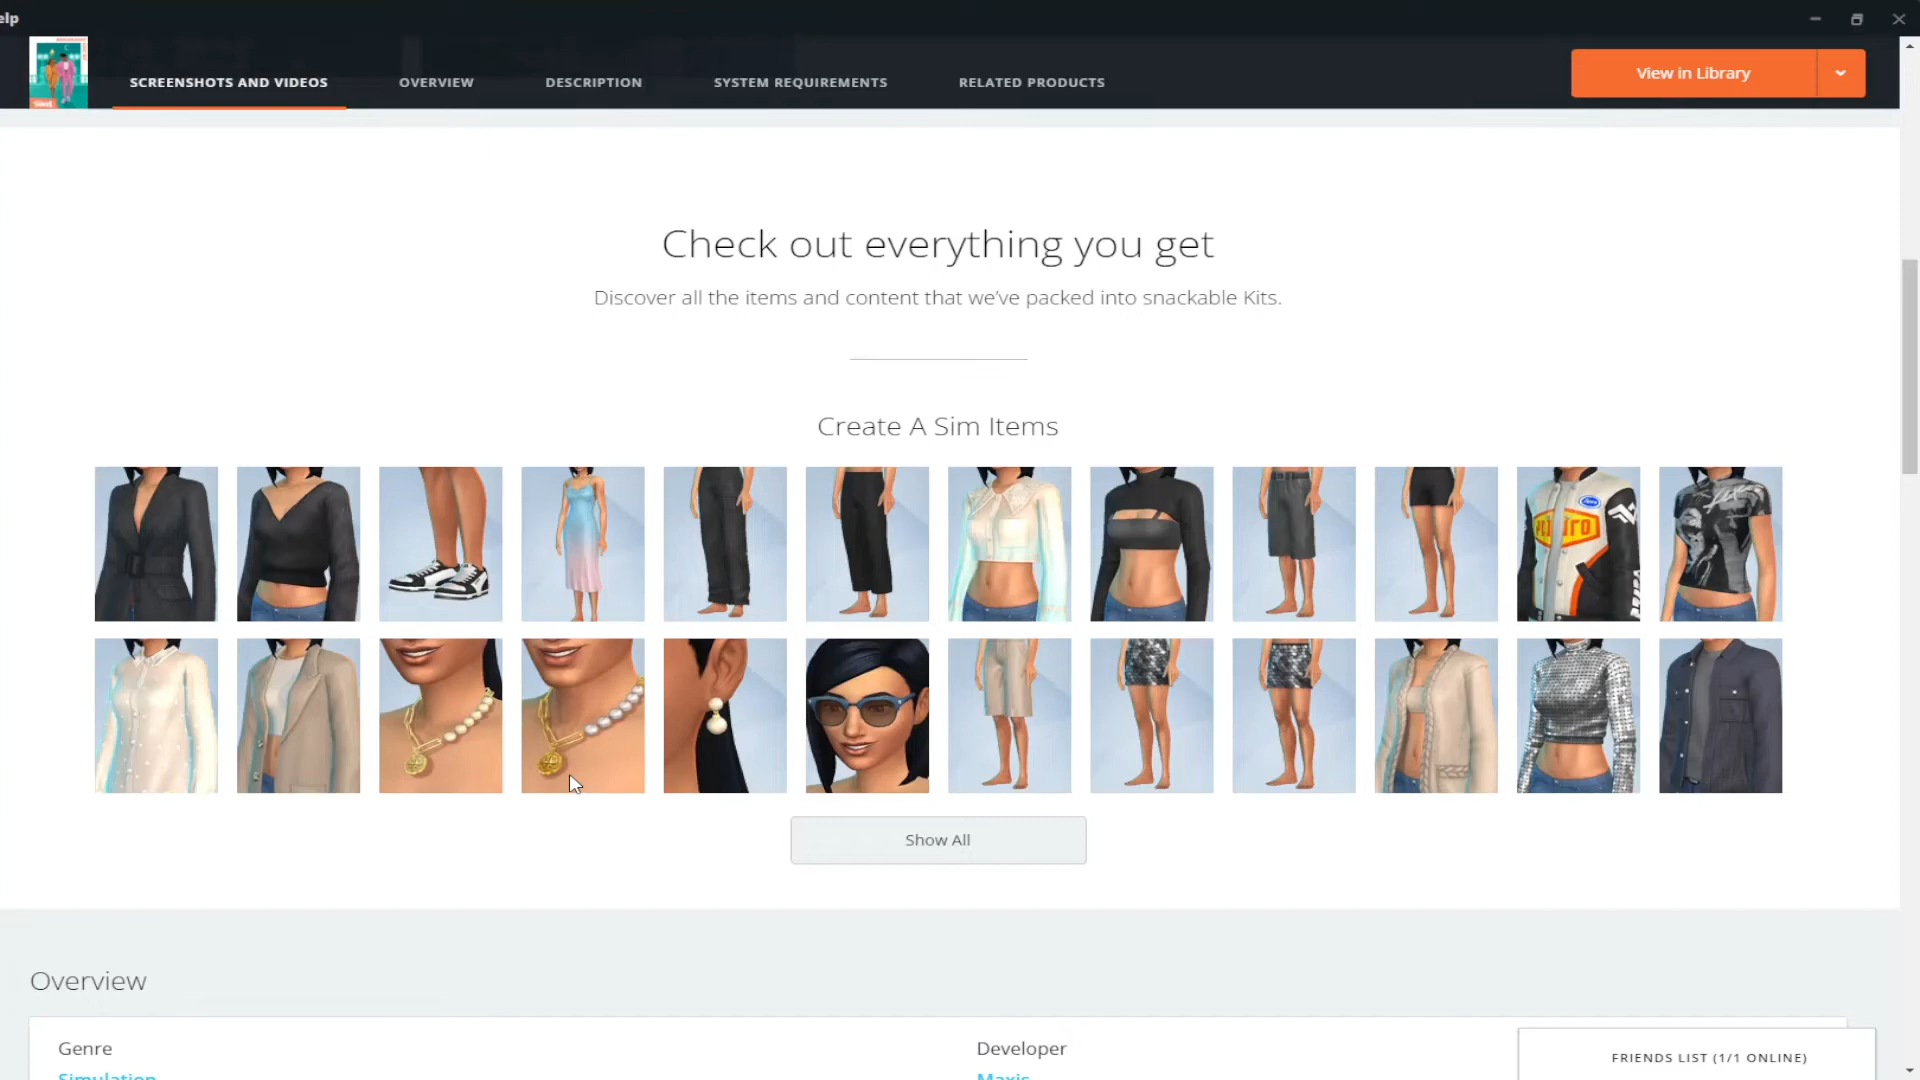 elp
SCREENSHOTS AND VIDEOS
OVERVIEW
DESCRIPTION
SYSTEM REQUIREMENTS
RELATED PRODUCTS
View in Library
Check out everything you get
Discover all the items and content that we've packed into snackable Kits.
Create A Sim Items
Show All
Overview
Genre
Developer
Simulation
Maxis
FRIENDS LIST (1/1 ONLINE)